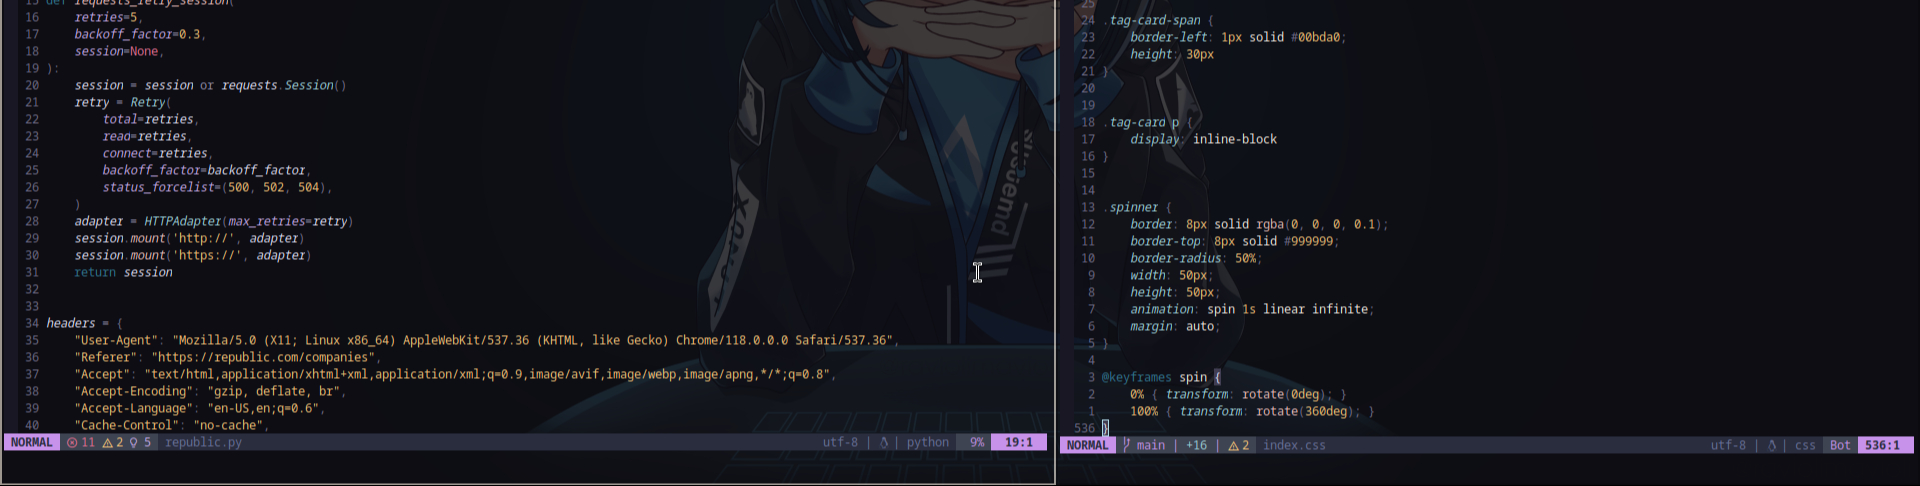 15 def requests_retry_session(
16 retries=5,
17 backoff_factor=0.3,
18 session=None,
19 ):
20 session = session or requests.Session()
21 retry = Retry(
22 total=retries,
23 read=retries,
24 connect=retries,
25 backoff_factor=backoff_factor,
26 status_forcelist=(500, 502, 504),
27 )
28 adapter = HTTPAdapter(max_retries=retry)
29 session.mount('http://', adapter)
30 session.mount('https://', adapter)
31 return session
32
33
34 headers = {
35 "User-Agent": "Mozilla/5.0 (X11; Linux x86_64) AppleWebKit/537.36 (KHTML, like Gecko) Chrome/118.0.0.0 Safari/537.36",
36 "Referer": "https://republic.com/companies",
37 "Accept": "text/html,application/xhtml+xml,application/xml;q=0.9,image/avif,image/webp,image/apng,*/*;q=0.8",
38 "Accept-Encoding": "gzip, deflate, br",
39 "Accept-Language": "en-US,en;q=0.6",
40 "Cache-Control": "no-cache",
NORMAL 11 2 5 republic.py utf-8 | | python 9% 19:1
25
24 .tag-card-span {
23 border-left: 1px solid #00bda0;
22 height: 30px
21 }
20
19
18 .tag-card p {
17 display: inline-block
16 }
15
14
13 .spinner {
12 border: 8px solid rgba(0, 0, 0, 0.1);
11 border-top: 8px solid #999999;
10 border-radius: 50%;
9 width: 50px;
8 height: 50px;
7 animation: spin 1s linear infinite;
6 margin: auto;
5 }
4
3 @keyframes spin {
2 0% { transform: rotate(0deg); }
1 100% { transform: rotate(360deg); }
536 }
NORMAL main | +16 | 2 index.css utf-8 | | css Bot 536:1